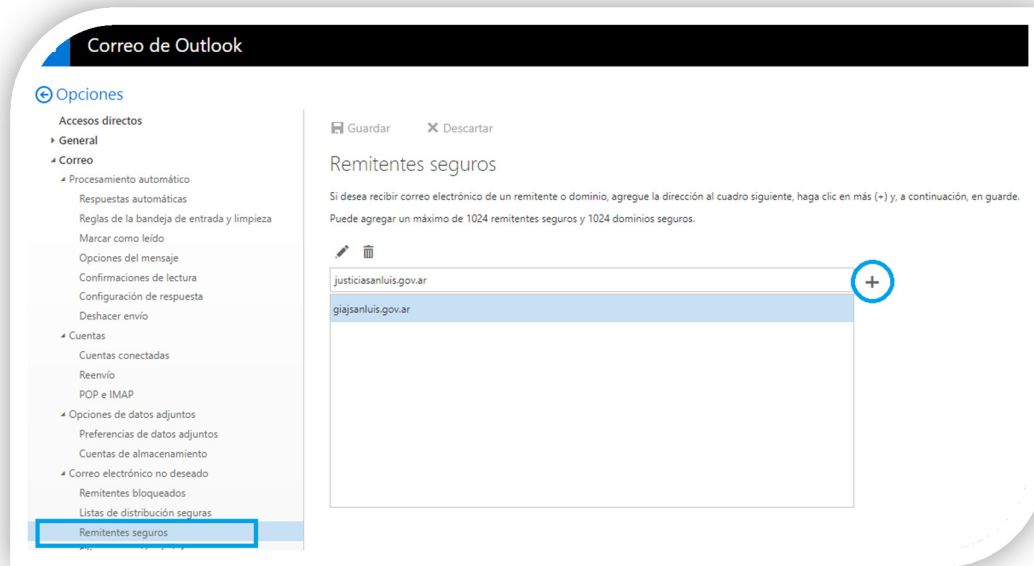 Correo de Outlook
Opciones
Accesos directos
General
Correo
Procesamiento automático
Respuestas automáticas
Reglas de la bandeja de entrada y limpieza
Marcar como leído
Opciones del mensaje
Confirmaciones de lectura
Configuración de respuesta
Deshacer envío
Cuentas
Cuentas conectadas
Reenvío
POP e IMAP
Opciones de datos adjuntos
Preferencias de datos adjuntos
Cuentas de almacenamiento
Correo electrónico no deseado
Remitentes bloqueados
Listas de distribución seguras
Remitentes seguros
Guardar Descartar
Remitentes seguros
Si desea recibir correo electrónico de un remitente o dominio, agregue la dirección al cuadro siguiente, haga clic en más (+) y, a continuación, en guarde.
Puede agregar un máximo de 1024 remitentes seguros y 1024 dominios seguros.
justiciasanluis.gov.ar
+
giajsanluis.gov.ar